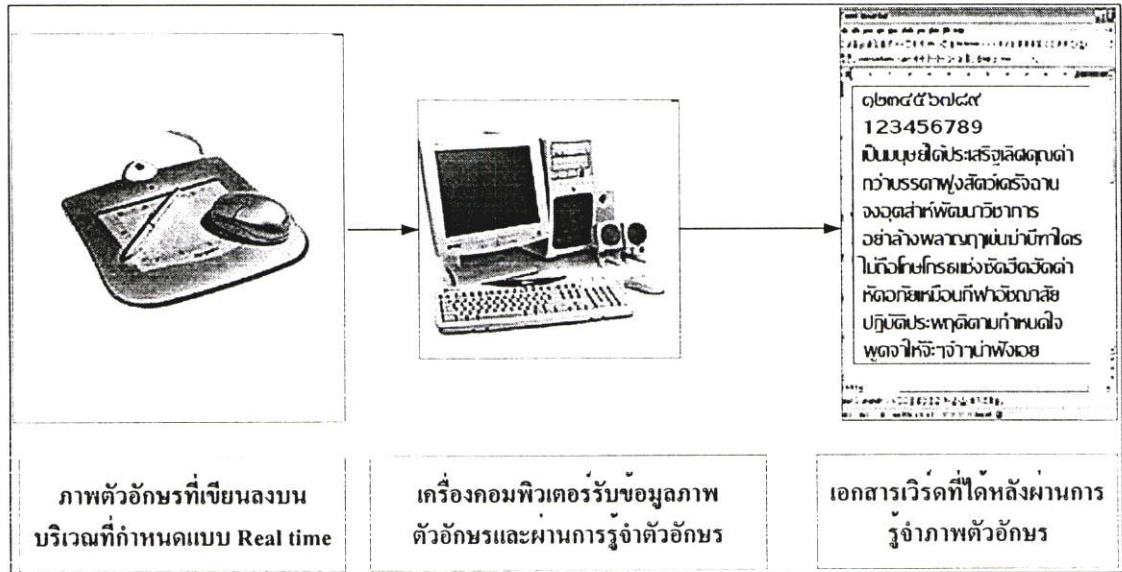 ๑๒๓๔๕๖๗๘๙
123456789
เป็นมนุษย์ได้ประเสริฐเลิศคุณค่า
กว่าบรรดาฝูงสัตว์เดรัจฉาน
จงฝ่าฟันพัฒนาวิชาการ
อย่าล้างผลาญฤๅเข่นฆ่าบีฑาใคร
ไม่ถือโทษโกรธแช่งซัดฮึดฮัดด่า
หัดอภัยเหมือนกีฬาอัชฌาสัย
ปฏิบัติประพฤติตามกำหนดใจ
พูดจาให้จ๊ะๆจ๋าๆน่าฟังเอย
ภาพตัวอักษรที่เขียนลงบน
บริเวณที่กำหนดแบบ Real time
เครื่องคอมพิวเตอร์รับข้อมูลภาพ
ตัวอักษรและผ่านการรู้จำตัวอักษร
เอกสารเวิร์ดที่ได้หลังผ่านการ
รู้จำภาพตัวอักษร